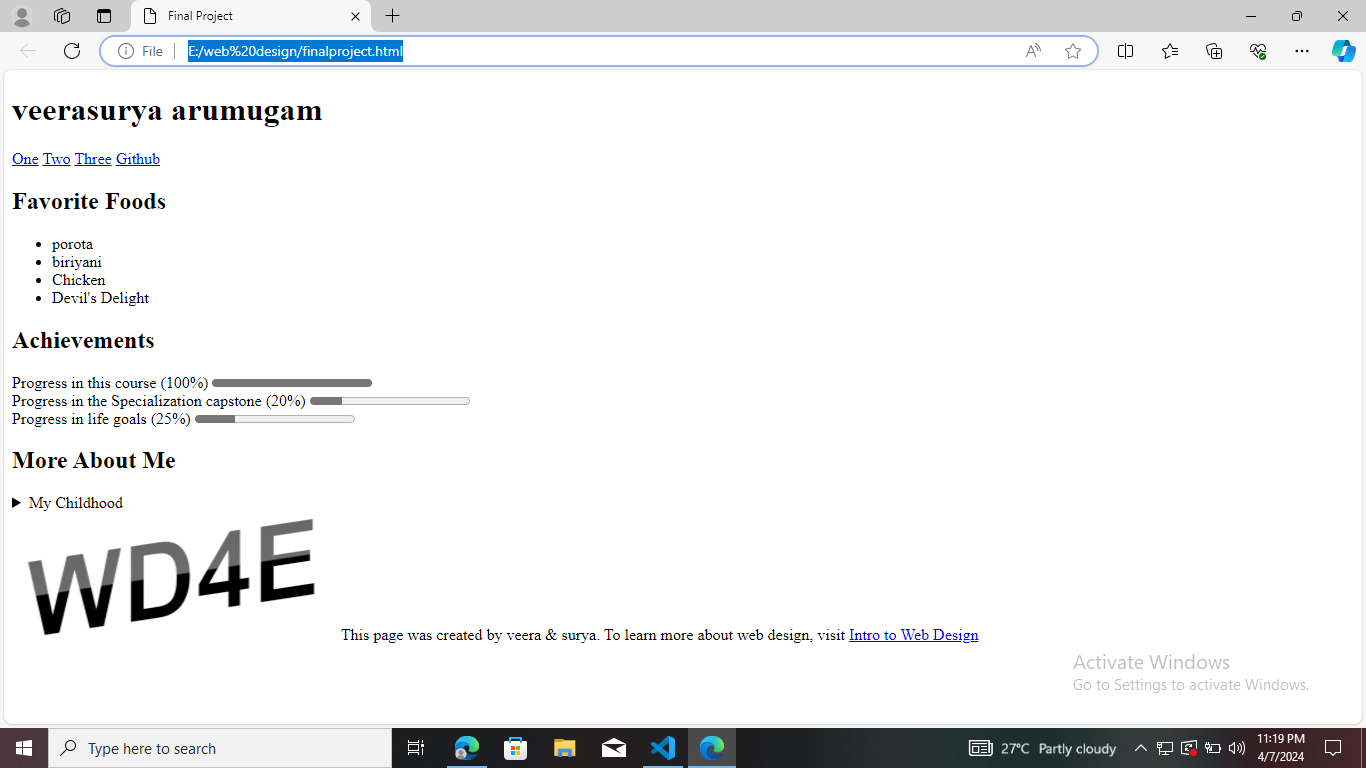 Final Project
File
E:/web%20design/finalproject.html
veerasurya arumugam
One Two Three Github
Favorite Foods
porota
biriyani
Chicken
Devil's Delight
Achievements
Progress in this course (100%)
Progress in the Specialization capstone (20%)
Progress in life goals (25%)
More About Me
My Childhood
WD4E
This page was created by veera & surya. To learn more about web design, visit Intro to Web Design
Activate Windows
Go to Settings to activate Windows.
Type here to search
27°C Partly cloudy
11:19 PM
4/7/2024